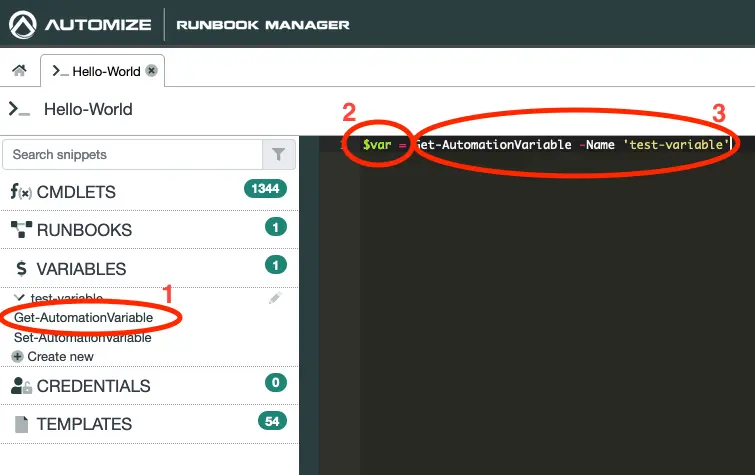 AUTOMIZE RUNBOOK MANAGER
>_ Hello-World
>_ Hello-World
2
3
1 $var = Get-AutomationVariable -Name 'test-variable'
Search snippets
f(x) CMDLETS 1344
RUNBOOKS 1
$ VARIABLES 1
1
test-variable
Get-AutomationVariable
Set-AutomationVariable
Create new
CREDENTIALS 0
TEMPLATES 54